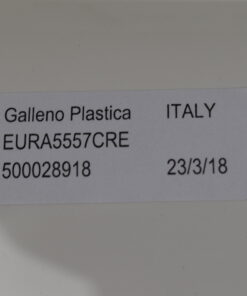 Galleno Plastica ITALY
EURA5557CRE
500028918 23/3/18